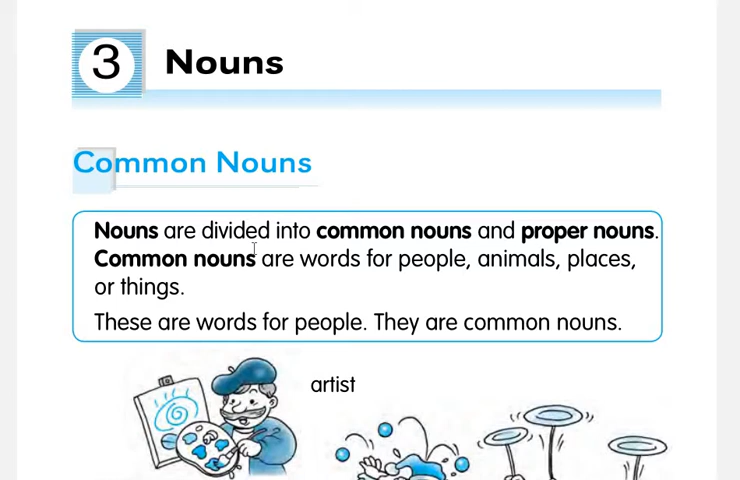 3 Nouns
Common Nouns
Nouns are divided into common nouns and proper nouns.
Common nouns are words for people, animals, places,
or things.
These are words for people. They are common nouns.
artist